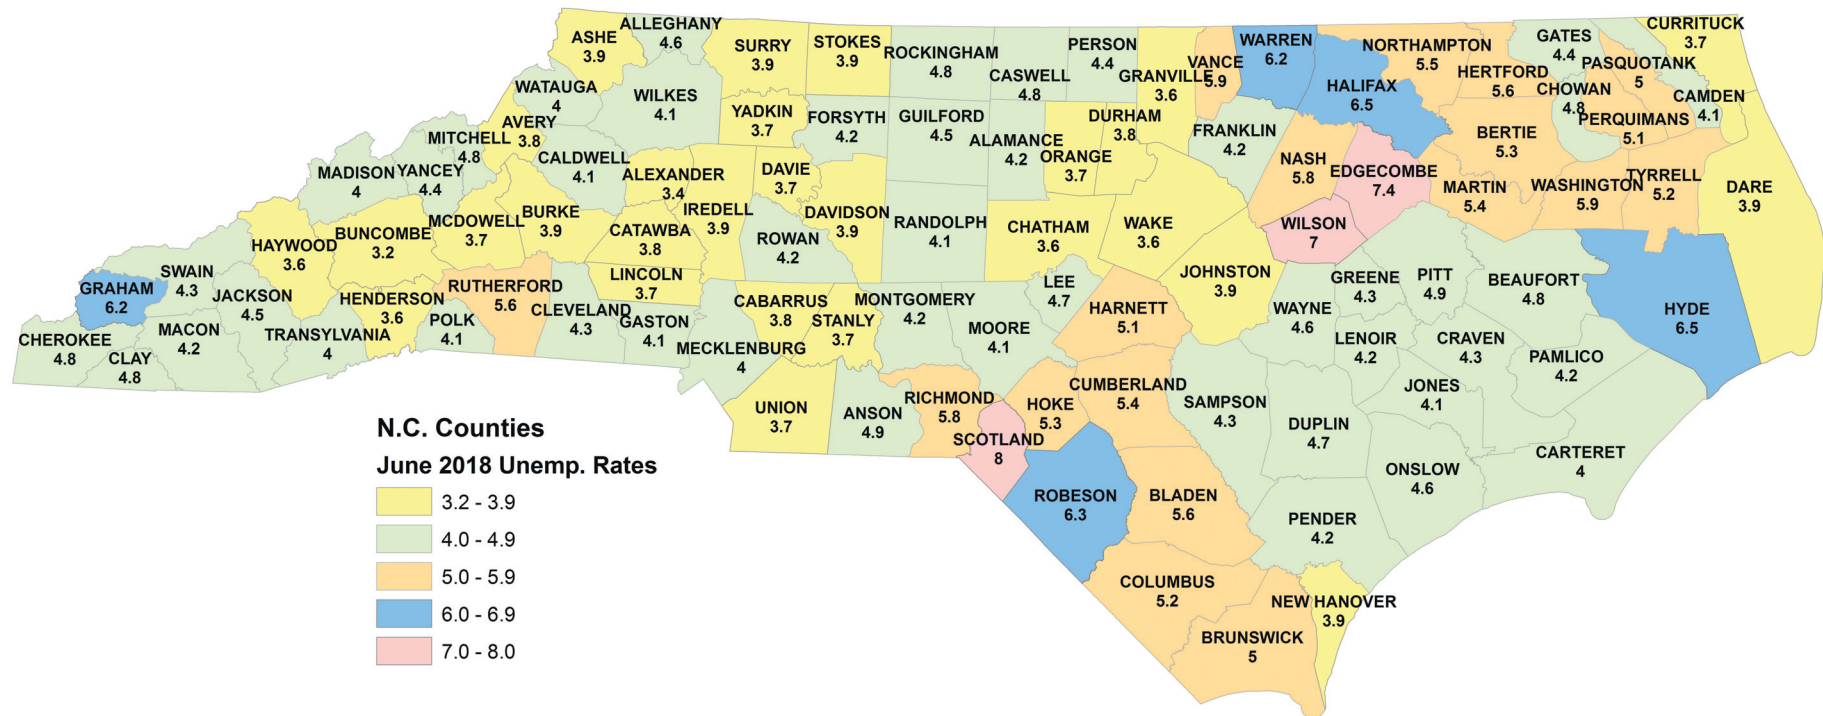 ALLEGHANY
4.6
ASHE
3.9
SURRY
3.9
STOKES
3.9
ROCKINGHAM
4.8
CASWELL
4.8
PERSON
4.4
GRANVILLE
3.6
VANCE
5.9
WARREN
6.2
HALIFAX
6.5
NORTHAMPTON
5.5
HERTFORD
5.6
GATES
4.4
PASQUOTANK
5
CURRITUCK
3.7
CHOWAN
4.8
CAMDEN
4.1
PERQUIMANS
5.1
WATAUGA
4
WILKES
4.1
YADKIN
3.7
FORSYTH
4.2
GUILFORD
4.5
ALAMANCE
4.2
ORANGE
3.7
DURHAM
3.8
FRANKLIN
4.2
NASH
5.8
EDGECOMBE
7.4
BERTIE
5.3
MARTIN
5.4
WASHINGTON
5.9
TYRRELL
5.2
DARE
3.9
AVERY
3.8
MITCHELL
4.8
MADISON
4
YANCEY
4.4
CALDWELL
4.1
ALEXANDER
3.4
DAVIE
3.7
IREDELL
3.9
DAVIDSON
3.9
RANDOLPH
4.1
CHATHAM
3.6
WAKE
3.6
WILSON
7
HAYWOOD
3.6
BUNCOMBE
3.2
MCDOWELL
3.7
BURKE
3.9
CATAWBA
3.8
ROWAN
4.2
LINCOLN
3.7
JOHNSTON
3.9
GREENE
4.3
PITT
4.9
BEAUFORT
4.8
HYDE
6.5
GRAHAM
6.2
SWAIN
4.3
JACKSON
4.5
HENDERSON
3.6
RUTHERFORD
5.6
CLEVELAND
4.3
GASTON
4.1
CABARRUS
3.8
STANLY
3.7
MONTGOMERY
4.2
MOORE
4.1
LEE
4.7
HARNETT
5.1
WAYNE
4.6
LENOIR
4.2
CRAVEN
4.3
PAMLICO
4.2
CHEROKEE
4.8
CLAY
4.8
MACON
4.2
TRANSYLVANIA
4
POLK
4.1
MECKLENBURG
4
UNION
3.7
ANSON
4.9
RICHMOND
5.8
SCOTLAND
8
HOKE
5.3
CUMBERLAND
5.4
SAMPSON
4.3
DUPLIN
4.7
JONES
4.1
ONSLOW
4.6
CARTERET
4
ROBESON
6.3
BLADEN
5.6
PENDER
4.2
COLUMBUS
5.2
NEW HANOVER
3.9
BRUNSWICK
5
N.C. Counties
June 2018 Unemp. Rates
3.2 - 3.9
4.0 - 4.9
5.0 - 5.9
6.0 - 6.9
7.0 - 8.0